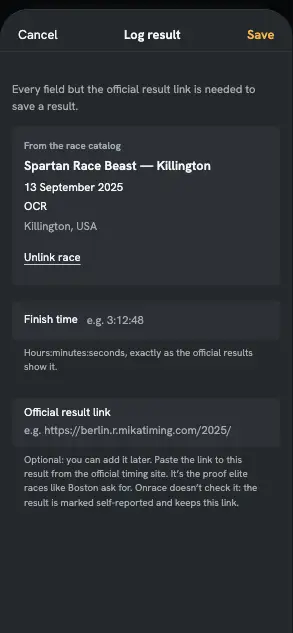 Cancel
Log result
Save
Every field but the official result link is needed to
save a result.
From the race catalog
Spartan Race Beast — Killington
13 September 2025
OCR
Killington, USA
Unlink race
Finish time e.g. 3:12:48
Hours:minutes:seconds, exactly as the official results
show it.
Official result link
e.g. https://berlin.r.mikatiming.com/2025/
Optional: you can add it later. Paste the link to this
result from the official timing site. It's the proof elite
races like Boston ask for. Onrace doesn't check it: the
result is marked self-reported and keeps this link.